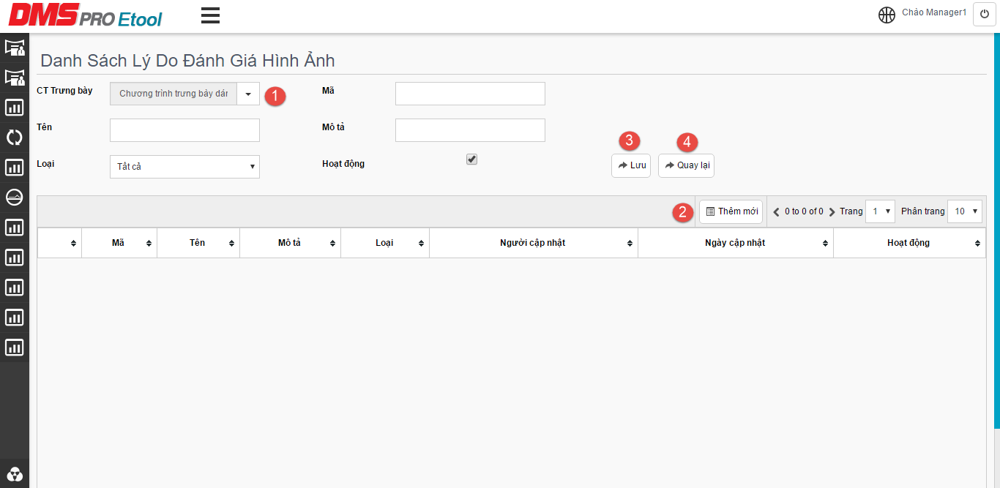 DMS PRO Etool
Chào Manager1
Danh Sách Lý Do Đánh Giá Hình Ảnh
CT Trưng bày Chương trình trưng bày dán 1 Mã
Tên Mô tả
3 4
Loại Tất cả Hoạt động Lưu Quay lại
2 Thêm mới 0 to 0 of 0 Trang 1 Phân trang 10
Mã Tên Mô tả Loại Người cập nhật Ngày cập nhật Hoạt động